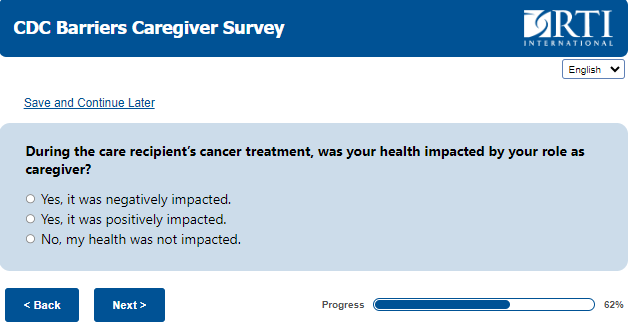 CDC Barriers Caregiver Survey
RTI
INTERNATIONAL
English
Save and Continue Later
During the care recipient's cancer treatment, was your health impacted by your role as
caregiver?
Yes, it was negatively impacted.
Yes, it was positively impacted.
No, my health was not impacted.
< Back
Next >
Progress
62%